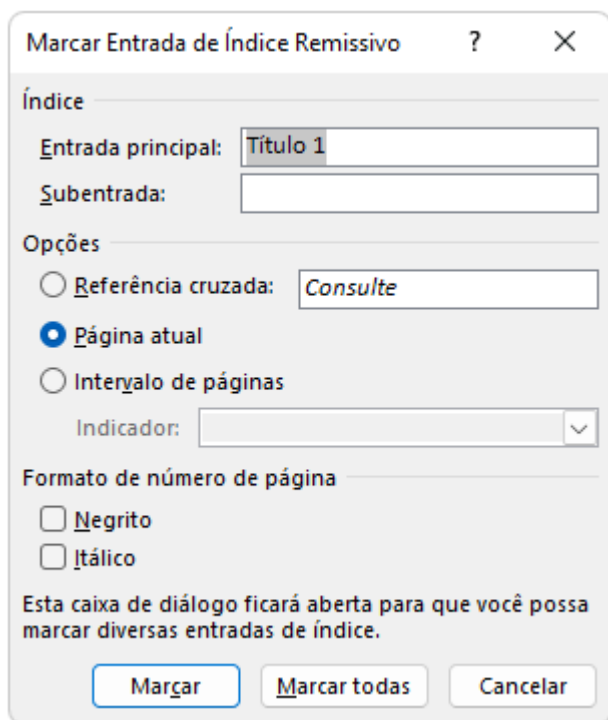 Marcar Entrada de Índice Remissivo ?
Índice
Entrada principal: Título 1
Subentrada:
Opções
Referência cruzada: Consulte
Página atual
Intervalo de páginas
Indicador:
Formato de número de página
Negrito
Itálico
Esta caixa de diálogo ficará aberta para que você possa
marcar diversas entradas de índice.
Marcar Marcar todas Cancelar